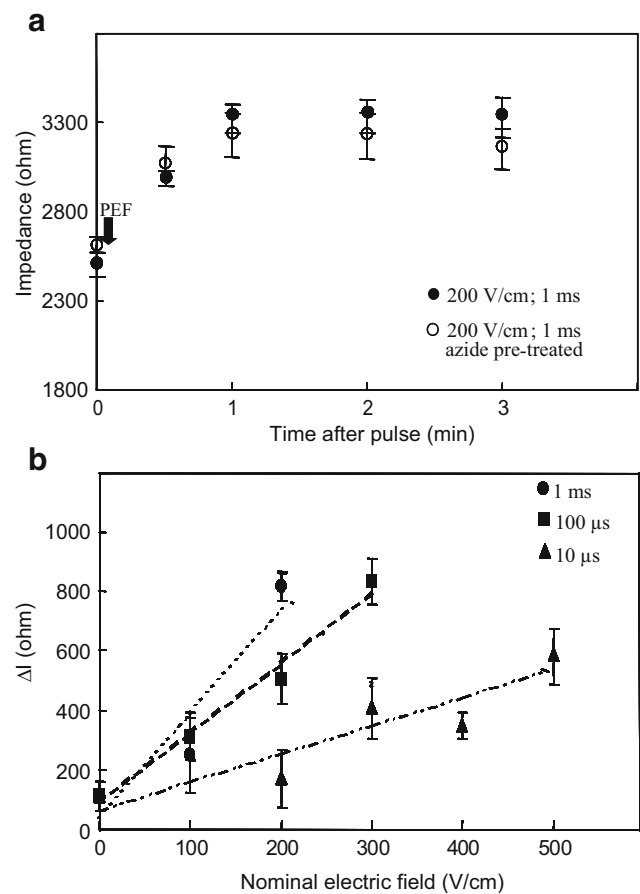 a
3300
2800
2300
1800
Impedance (ohm)
PEF
200 V/cm; 1 ms
200 V/cm; 1 ms
azide pre-treated
0 1 2 3
Time after pulse (min)
b
1000
800
600
400
200
0
ΔI (ohm)
1 ms
100 µs
10 µs
0 100 200 300 400 500
Nominal electric field (V/cm)